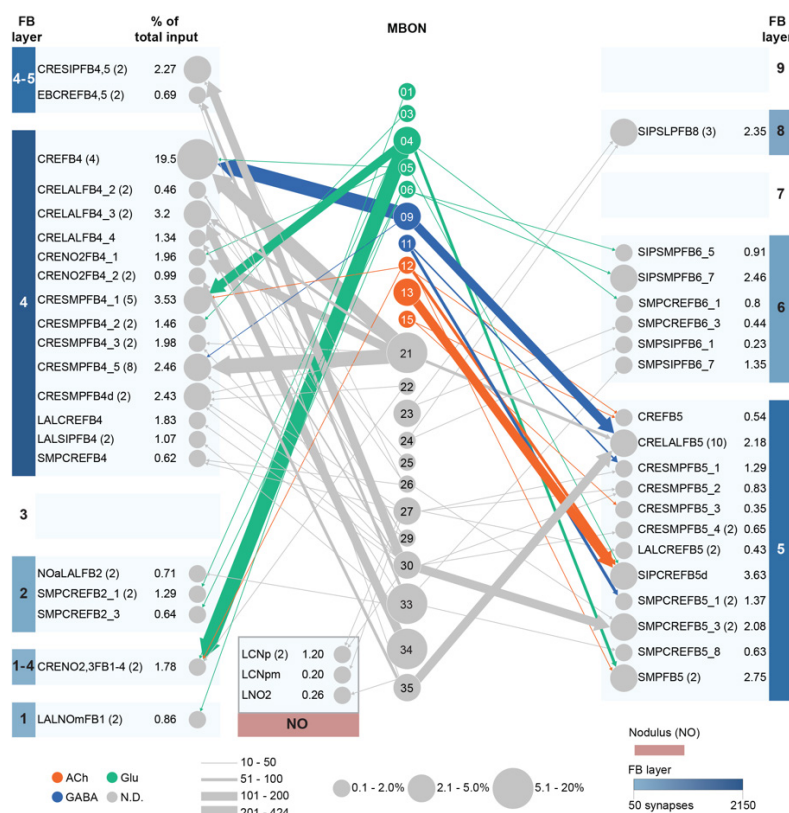 FB layer
% of total input
MBON
FB layer
4-5
CRESIPFB4,5 (2) 2.27
EBCREFB4,5 (2) 0.69
4
CREFB4 (4) 19.5
CRELALFB4_2 (2) 0.46
CRELALFB4_3 (2) 3.2
CRELALFB4_4 1.34
CRENO2FB4_1 1.96
CRENO2FB4_2 (2) 0.99
CRESMPFB4_1 (5) 3.53
CRESMPFB4_2 (2) 1.46
CRESMPFB4_3 (2) 1.98
CRESMPFB4_5 (8) 2.46
CRESMPFB4d (2) 2.43
LALCREFB4 1.83
LALSIPFB4 (2) 1.07
SMPCREFB4 0.62
3
2
NOaLALFB2 (2) 0.71
SMPCREFB2_1 (2) 1.29
SMPCREFB2_3 0.64
1-4
CRENO2,3FB1-4 (2) 1.78
1
LALNOmFB1 (2) 0.86
LCNp (2) 1.20
LCNpm 0.20
LNO2 0.26
NO
01
03
04
05
06
09
11
12
13
15
21
22
23
24
25
26
27
29
30
33
34
35
9
SIPSLPFB8 (3) 2.35
8
7
SIPSMPFB6_5 0.91
SIPSMPFB6_7 2.46
SMPCREFB6_1 0.8
SMPCREFB6_3 0.44
SMPSIPFB6_1 0.23
SMPSIPFB6_7 1.35
6
CREFB5 0.54
CRELALFB5 (10) 2.18
CRESMPFB5_1 1.29
CRESMPFB5_2 0.83
CRESMPFB5_3 0.35
CRESMPFB5_4 (2) 0.65
LALCREFB5 (2) 0.43
SIPCREFB5d 3.63
SMPCREFB5_1 (2) 1.37
SMPCREFB5_3 (2) 2.08
SMPCREFB5_8 0.63
SMPFB5 (2) 2.75
5
ACh
Glu
GABA
N.D.
10 - 50
51 - 100
101 - 200
201 - 424
0.1 - 2.0%
2.1 - 5.0%
5.1 - 20%
Nodulus (NO)
FB layer
50 synapses 2150